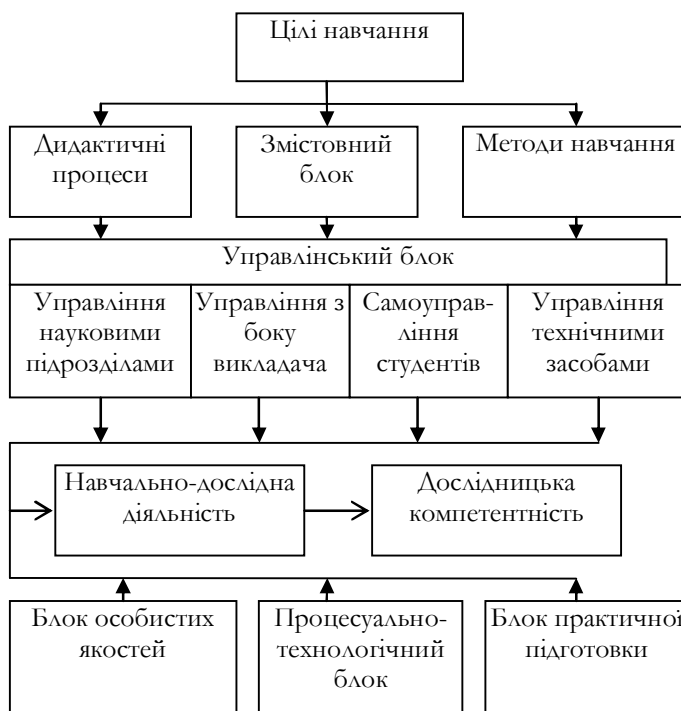 Цілі навчання
Дидактичні
процеси
Змістовний
блок
Методи навчання
Управлінський блок
Управління
науковими
підрозділами
Управління з
боку
викладача
Самоуправ-
ління
студентів
Управління
технічними
засобами
Навчально-дослідна
діяльність
Дослідницька
компетентність
Блок особистих
якостей
Процесуально-
технологічний
блок
Блок практичної
підготовки